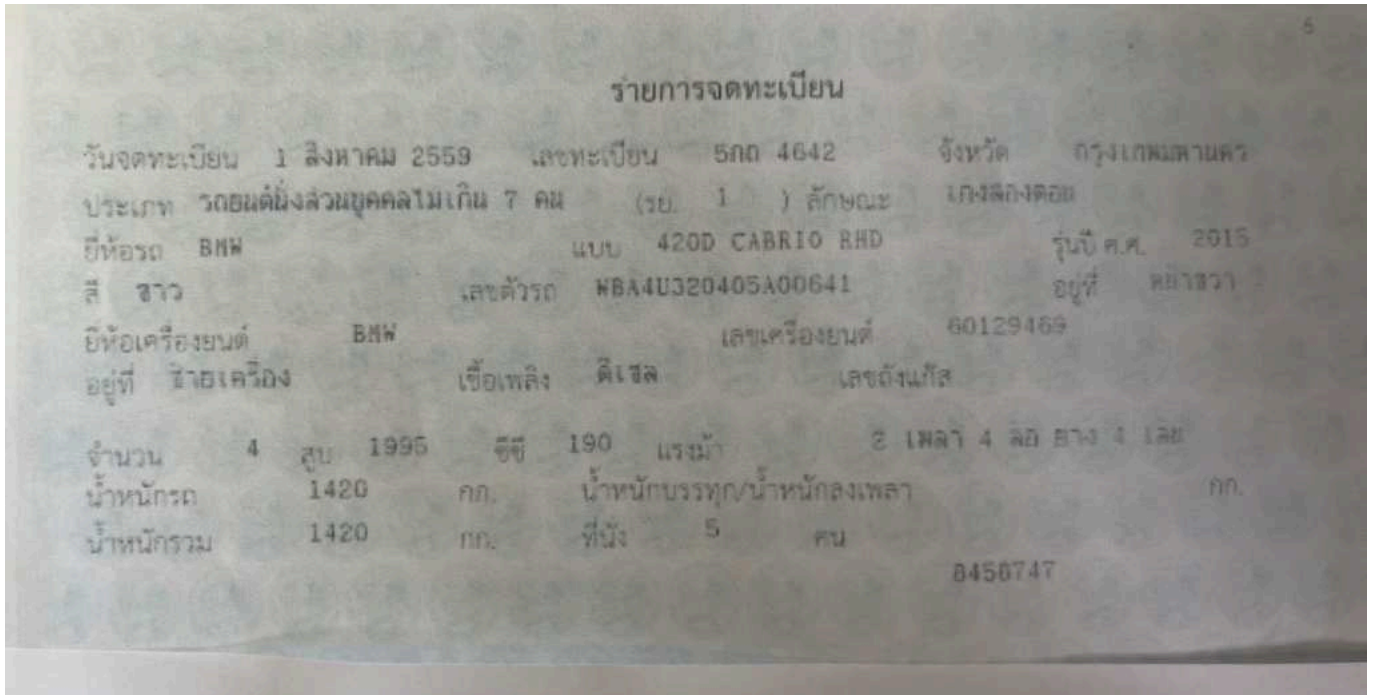 6
รายการจดทะเบียน
วันจดทะเบียน 1 สิงหาคม 2559 เลขทะเบียน 5กถ 4642 จังหวัด กรุงเทพมหานคร
ประเภท รถยนต์นั่งส่วนบุคคลไม่เกิน 7 คน (รย. 1 ) ลักษณะ เก๋งสองตอน
ยี่ห้อรถ BMW แบบ 420D CABRIO RHD รุ่นปี ค.ศ. 2015
สี ขาว เลขตัวรถ WBA4U320405A00641 อยู่ที่ หน้าขวา
ยี่ห้อเครื่องยนต์ BMW เลขเครื่องยนต์ 60129469
อยู่ที่ ซ้ายเครื่อง เชื้อเพลิง ดีเซล เลขถังแก๊ส
จำนวน 4 สูบ 1995 ซีซี 190 แรงม้า 2 เพลา 4 ล้อ ยาง 4 เส้น
น้ำหนักรถ 1420 กก. น้ำหนักบรรทุก/น้ำหนักลงเพลา กก.
น้ำหนักรวม 1420 กก. ที่นั่ง 5 คน
8458747